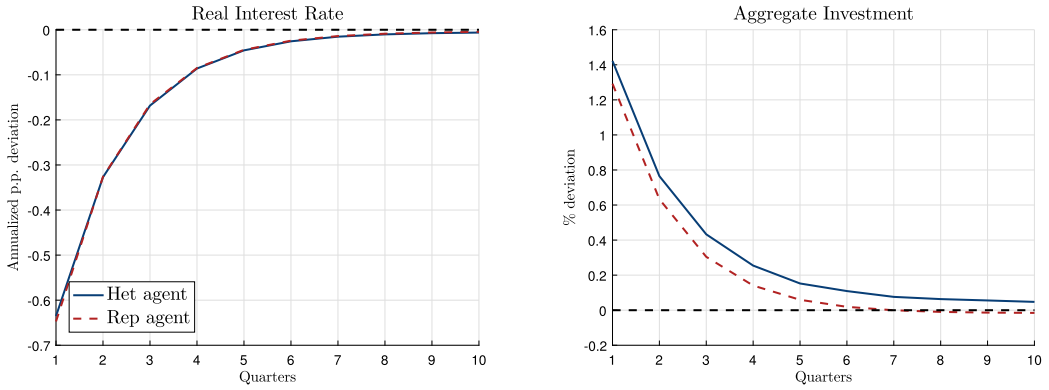 Real Interest Rate
Annualized p.p. deviation
0
-0.1
-0.2
-0.3
-0.4
-0.5
-0.6
-0.7
Het agent
Rep agent
1 2 3 4 5 6 7 8 9 10
Quarters
Aggregate Investment
% deviation
1.6
1.4
1.2
1
0.8
0.6
0.4
0.2
0
-0.2
1 2 3 4 5 6 7 8 9 10
Quarters